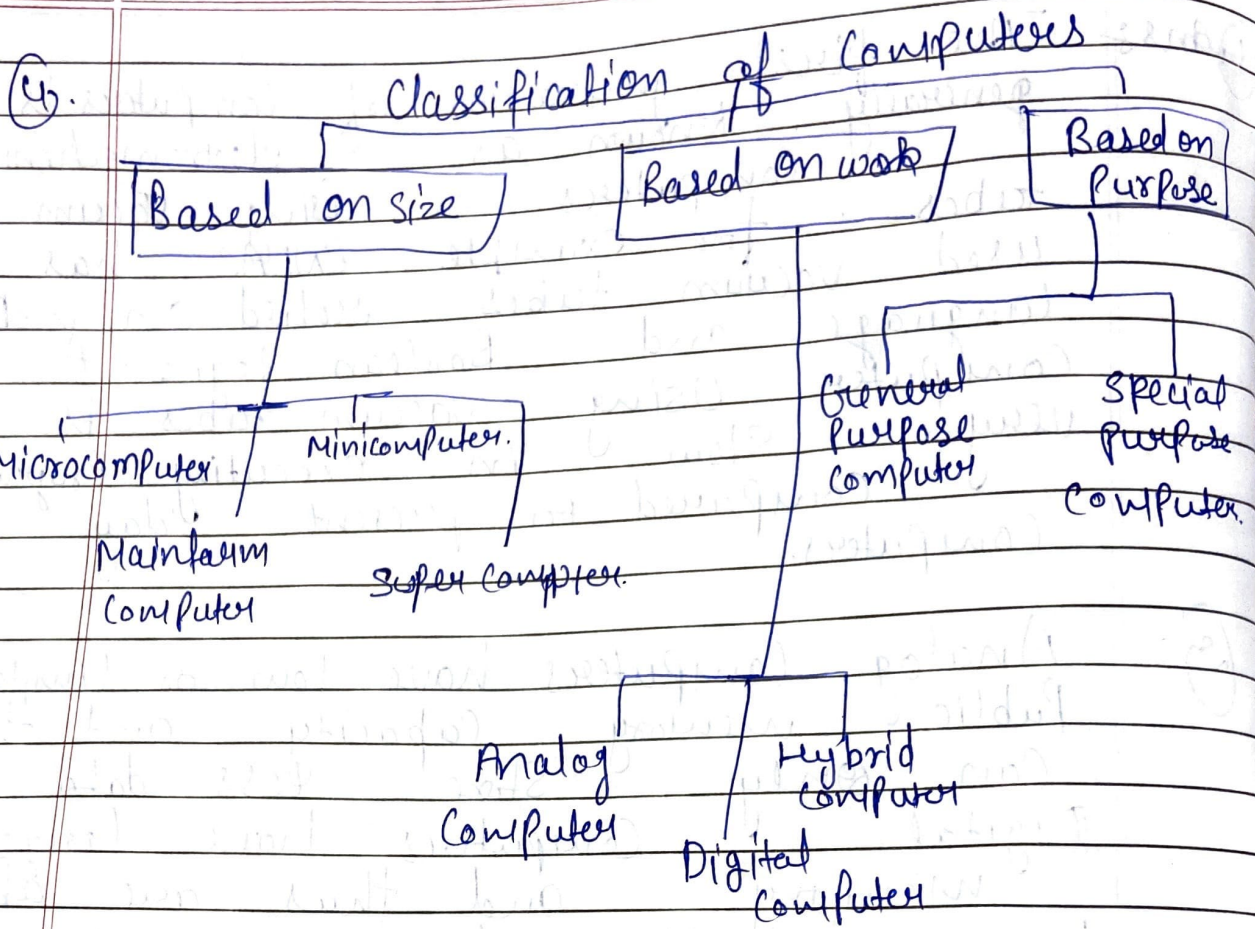 4.
Classification of Computers
Based on size
Based on work
Based on
Purpose
Microcomputer
Minicomputer.
Mainfarm
Computer
Super Compter.
General
Purpose
Computer
Special
Purpose
Computer.
Analog
Computer
Digital
Computer
Hybrid
Computer